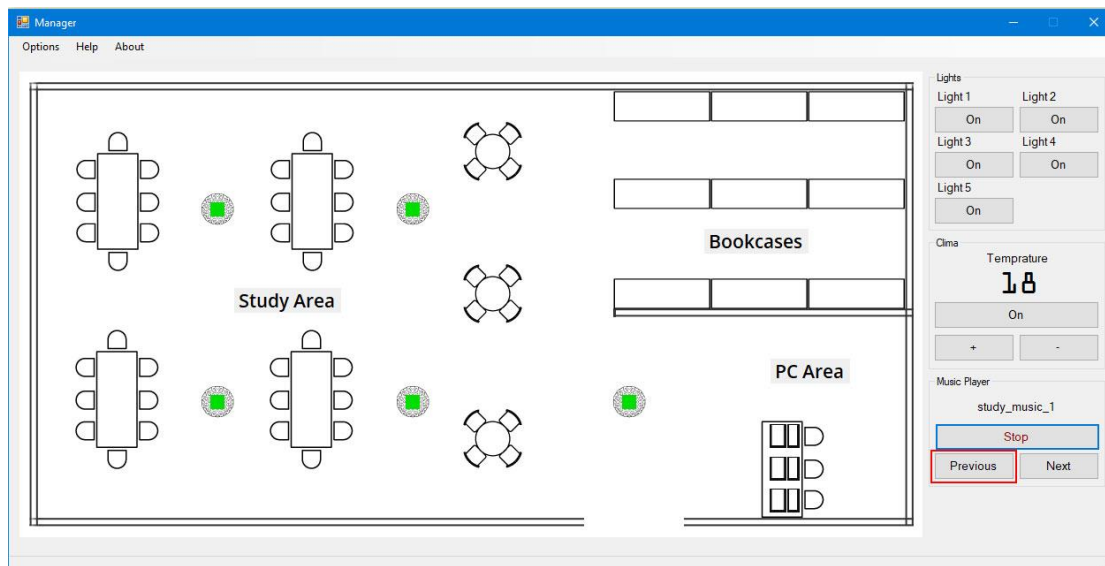 Manager
Options Help About
Study Area
Bookcases
PC Area
Lights
Light 1 Light 2
On On
Light 3 Light 4
On On
Light 5
On
Clima
Temprature
18
On
+ -
Music Player
study_music_1
Stop
Previous Next